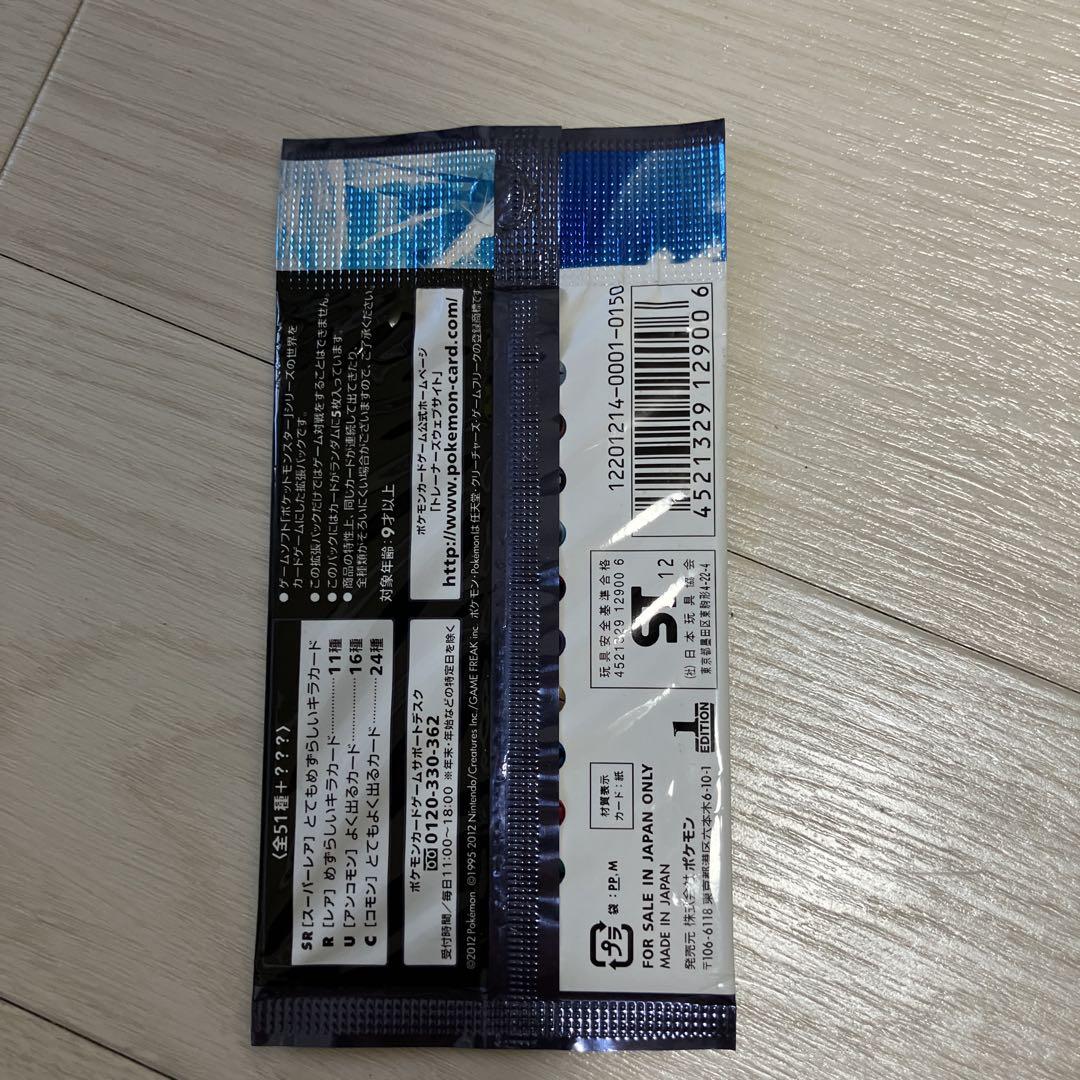 ●ゲームソフト「ポケットモンスター」シリーズの世界を
カードゲームにした拡張パックです。
●この拡張パックだけではゲーム対戦をすることはできません。
●このパックにはカードがランダムに5枚入っています。
●商品の特性上、同じカードが連続して出てきたり、
全種類がそろいにくい場合がございますので、ご了承ください。
対象年齢:9才以上
ポケモンカードゲーム公式ホームページ
「トレーナーズウェブサイト」
http://www.pokemon-card.com/
〈全51種+???〉
SR[スーパーレア]とてもめずらしいキラカード
R[レア]めずらしいキラカード……11種
U[アンコモン]よく出るカード……16種
C[コモン]とてもよく出るカード……24種
ポケモンカードゲームサポートデスク
0120-330-362
受付時間/毎日11:00〜18:00 ※年末・年始などの特定日を除く
©2012 Pokémon ©1995 2012 Nintendo/Creatures Inc./GAME FREAK inc. ポケモン・Pokémonは任天堂・クリーチャーズ・ゲームフリークの登録商標です。
12201214-0001-0150
4521329129006
玩具安全基準合格
4521329 12900 6
ST 12
(社)日本玩具協会
東京都墨田区東駒形4-22-4
1 EDITION
材質表示
カード:紙
プラ 袋:PP,M
FOR SALE IN JAPAN ONLY
MADE IN JAPAN
発売元 株式会社ポケモン
〒106-6118 東京都港区六本木6-10-1